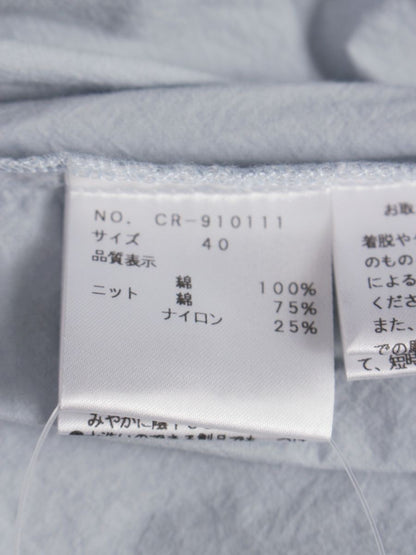 NO. CR-910111
サイズ 40
品質表示
綿 100%
ニット 綿 75%
ナイロン 25%
お取
着脱や
のもの
による
くださ
また、
での
て、短時
みやかに陰